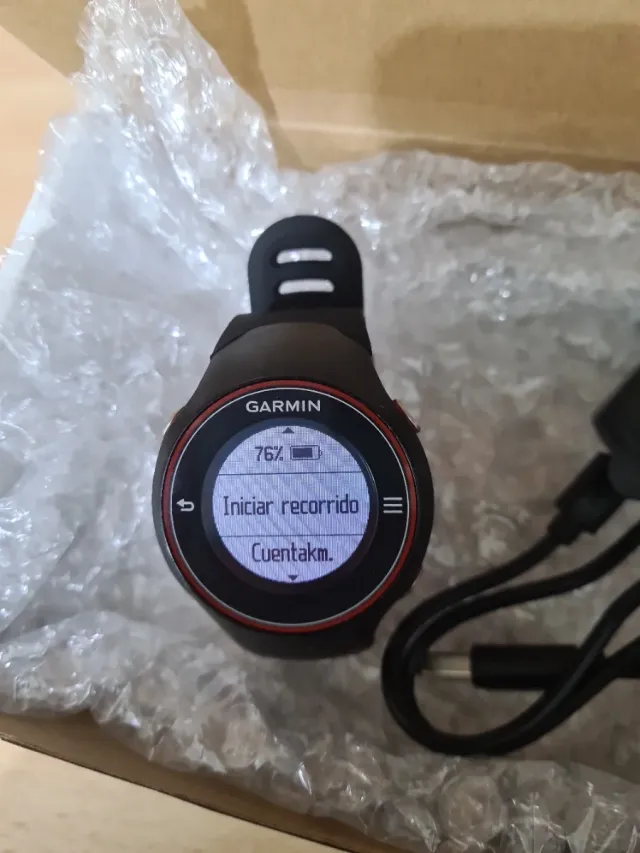 GARMIN
76%
Iniciar recorrido
Cuentakm.